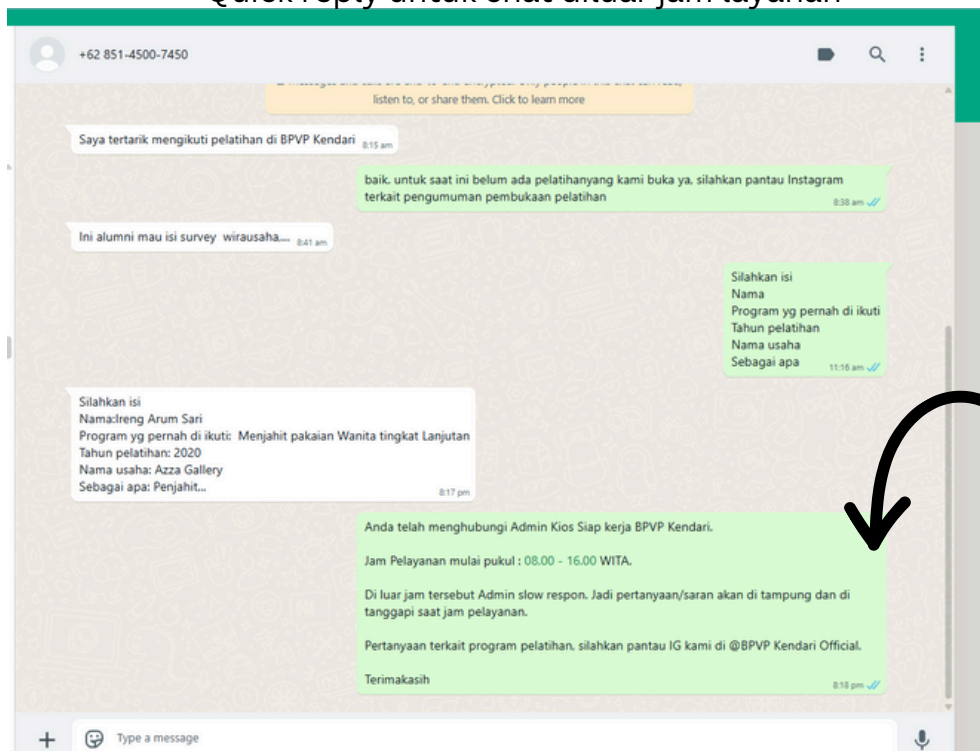 Quick reply untuk chat diluar jam layanan
+62 851-4500-7450
listen to, or share them. Click to learn more
Saya tertarik mengikuti pelatihan di BPVP Kendari
8:15 am
baik. untuk saat ini belum ada pelatihanyang kami buka ya, silahkan pantau Instagram
terkait pengumuman pembukaan pelatihan
8:38 am
Ini alumni mau isi survey wirausaha....
8:41 am
Silahkan isi
Nama
Program yg pernah di ikuti
Tahun pelatihan
Nama usaha
Sebagai apa
11:16 am
Silahkan isi
Nama:Ireng Arum Sari
Program yg pernah di ikuti: Menjahit pakaian Wanita tingkat Lanjutan
Tahun pelatihan: 2020
Nama usaha: Azza Gallery
Sebagai apa: Penjahit...
8:17 pm
Anda telah menghubungi Admin Kios Siap kerja BPVP Kendari.
Jam Pelayanan mulai pukul : 08.00 - 16.00 WITA.
Di luar jam tersebut Admin slow respon. Jadi pertanyaan/saran akan di tampung dan di
tanggapi saat jam pelayanan.
Pertanyaan terkait program pelatihan, silahkan pantau IG kami di @BPVP Kendari Official.
Terimakasih
8:18 pm
Type a message